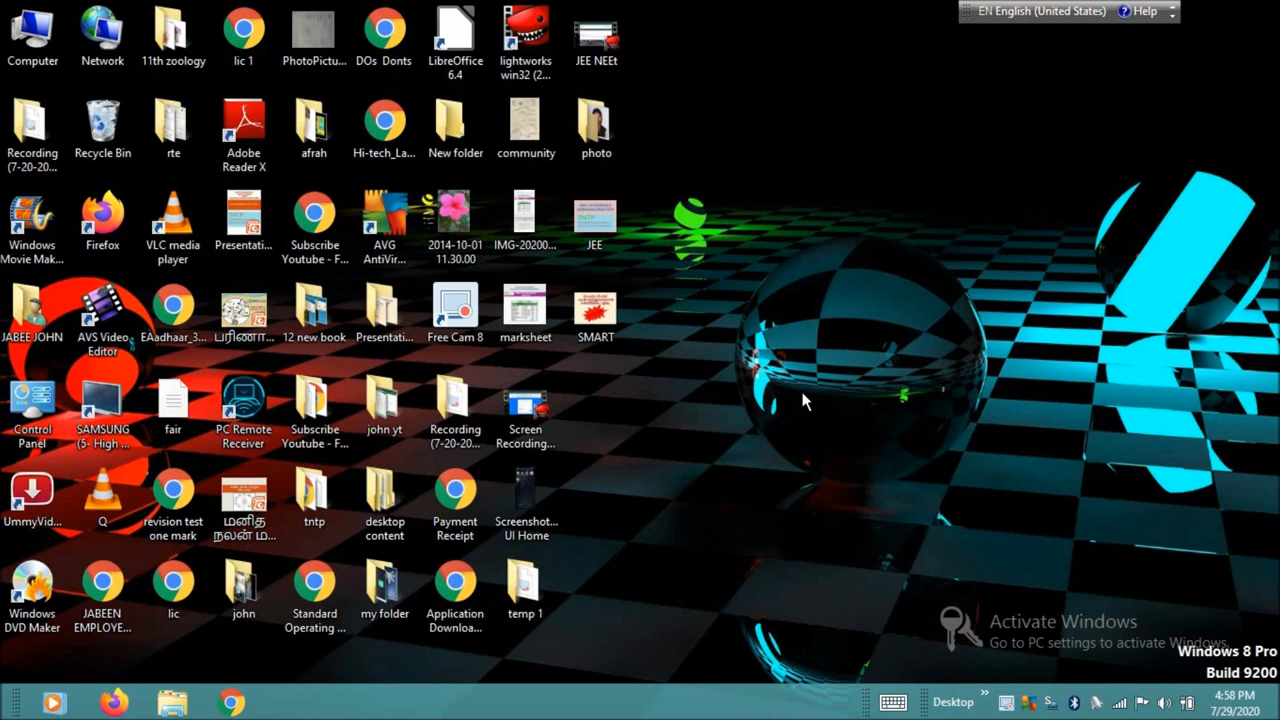 EN English (United States) Help
Computer
Network
11th zoology
lic 1
PhotoPictu...
DOs Donts
LibreOffice
6.4
lightworks
win32 (2...
JEE NEEt
Recording
(7-20-20...
Recycle Bin
rte
Adobe
Reader X
afrah
Hi-tech_La...
New folder
community
photo
Windows
Movie Mak...
Firefox
VLC media
player
Presentati...
Subscribe
Youtube - F...
AVG
AntiVir...
2014-10-01
11.30.00
IMG-20200...
JEE
JABEE JOHN
AVS Video
Editor
EAadhaar_3...
பரிணா...
12 new book
Presentati...
Free Cam 8
marksheet
SMART
Control
Panel
SAMSUNG
(5- High ...
fair
PC Remote
Receiver
Subscribe
Youtube - F...
john yt
Recording
(7-20-20...
Screen
Recording...
UmmyVid...
Q
revision test
one mark
மனித
நலன் ம...
tntp
desktop
content
Payment
Receipt
Screenshot...
UI Home
Windows
DVD Maker
JABEEN
EMPLOYE...
lic
john
Standard
Operating ...
my folder
Application
Downloa...
temp 1
Activate Windows
Go to PC settings to activate Windows.
Windows 8 Pro
Build 9200
Desktop
4:58 PM
7/29/2020